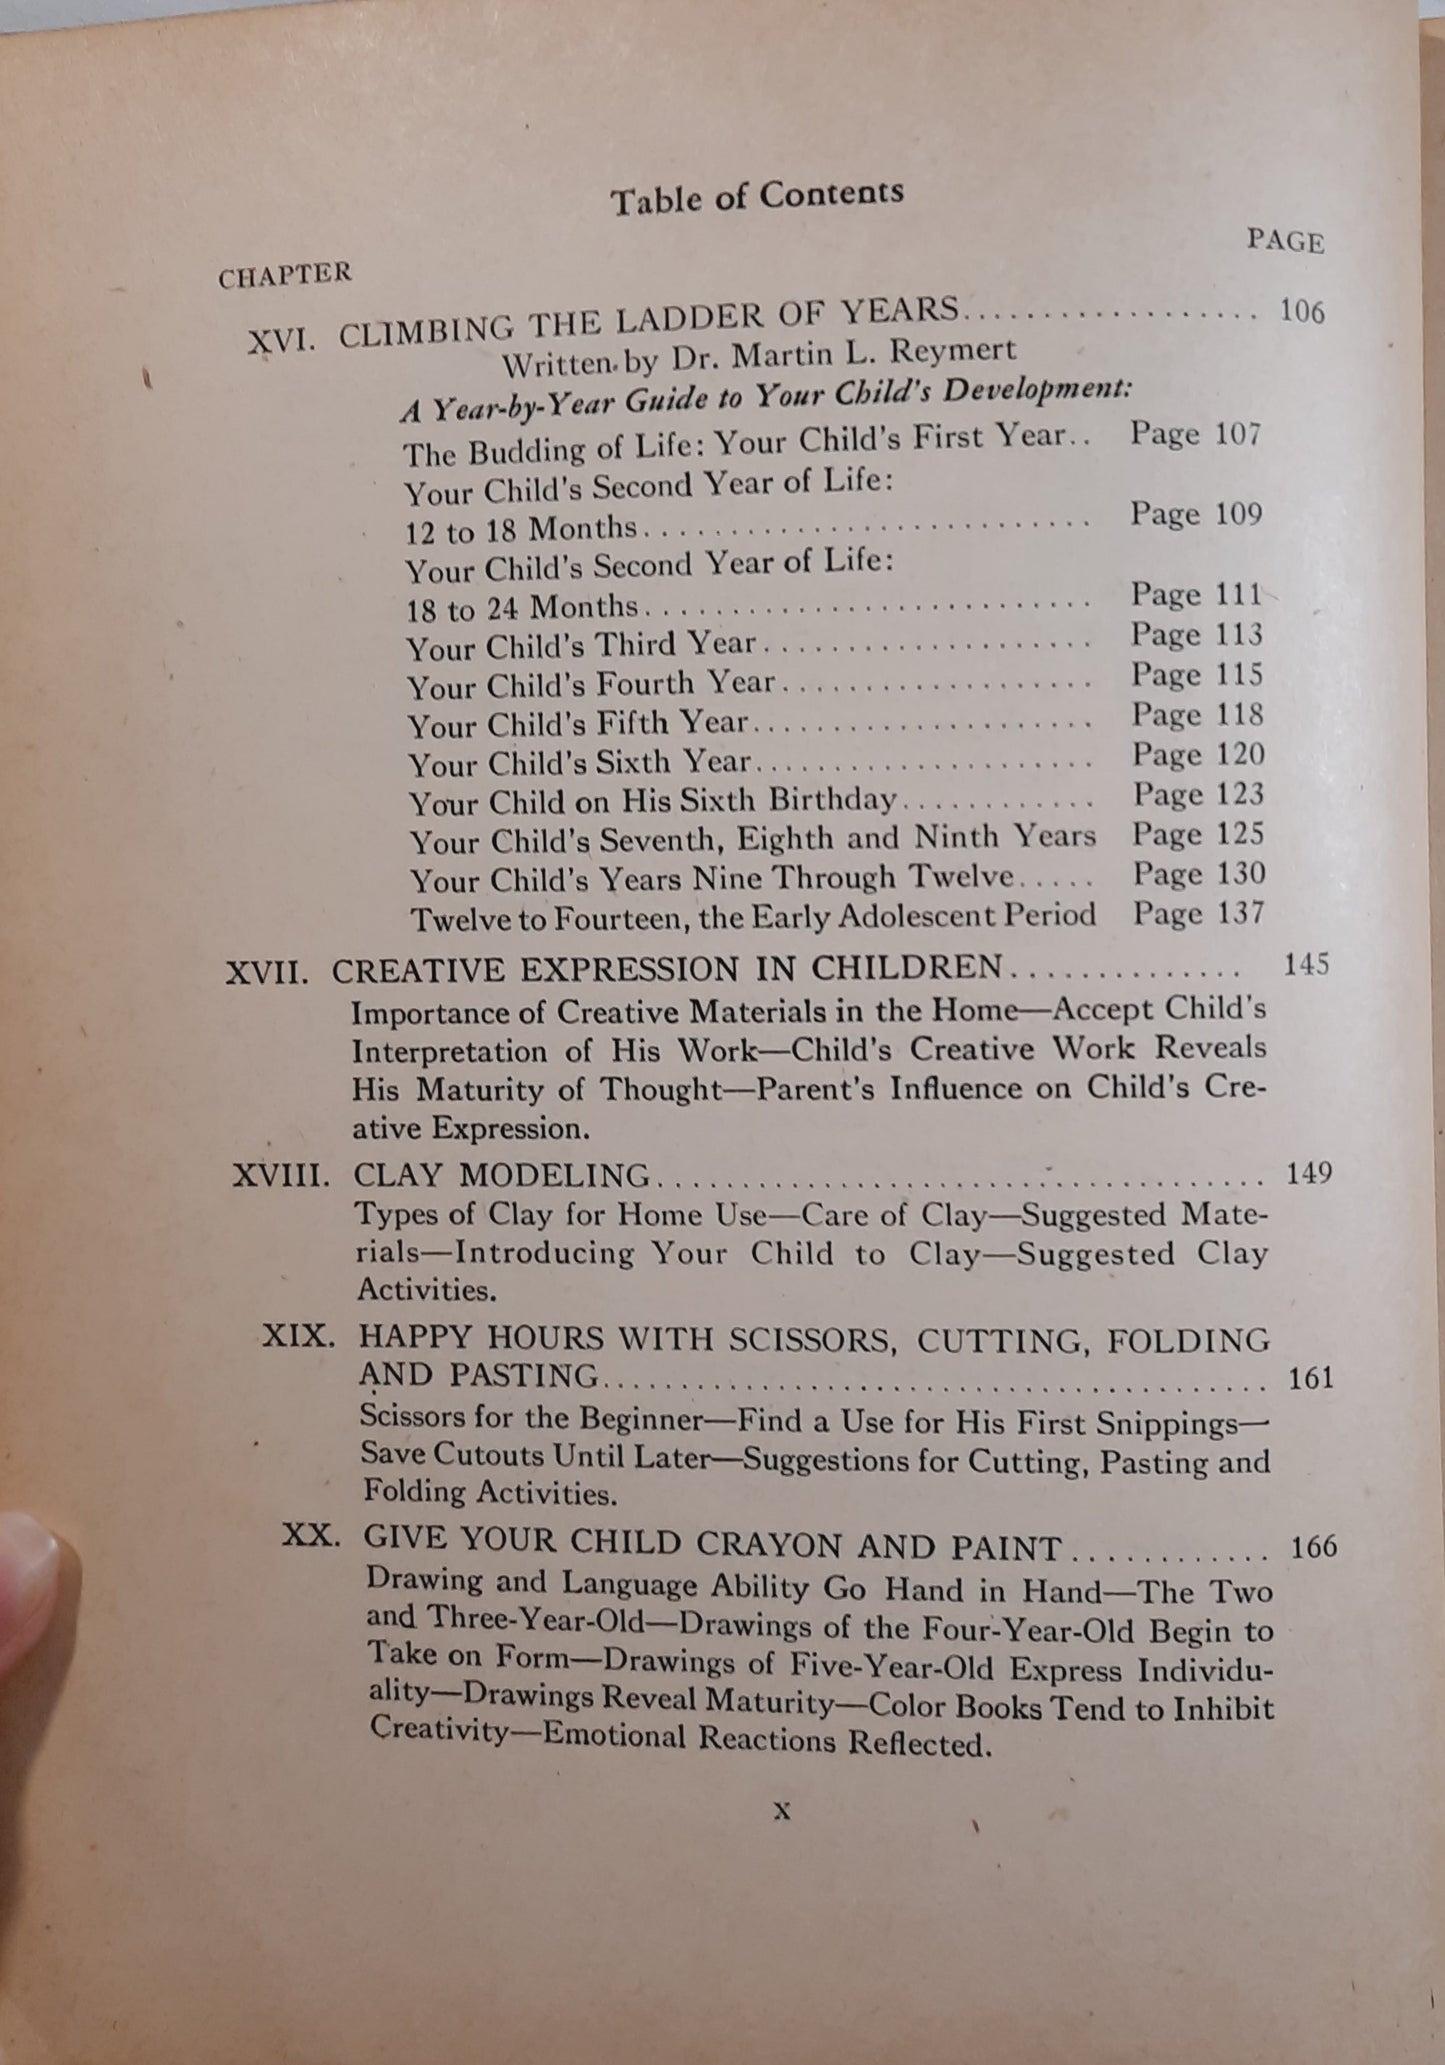 Table of Contents
CHAPTER PAGE
XVI. CLIMBING THE LADDER OF YEARS.................. 106
Written by Dr. Martin L. Reymert
A Year-by-Year Guide to Your Child's Development:
The Budding of Life: Your Child's First Year.. Page 107
Your Child's Second Year of Life:
12 to 18 Months........................... Page 109
Your Child's Second Year of Life:
18 to 24 Months........................... Page 111
Your Child's Third Year.................... Page 113
Your Child's Fourth Year................... Page 115
Your Child's Fifth Year..................... Page 118
Your Child's Sixth Year..................... Page 120
Your Child on His Sixth Birthday............ Page 123
Your Child's Seventh, Eighth and Ninth Years Page 125
Your Child's Years Nine Through Twelve..... Page 130
Twelve to Fourteen, the Early Adolescent Period Page 137
XVII. CREATIVE EXPRESSION IN CHILDREN.............. 145
Importance of Creative Materials in the Home—Accept Child's
Interpretation of His Work—Child's Creative Work Reveals
His Maturity of Thought—Parent's Influence on Child's Cre-
ative Expression.
XVIII. CLAY MODELING..................................... 149
Types of Clay for Home Use—Care of Clay—Suggested Mate-
rials—Introducing Your Child to Clay—Suggested Clay
Activities.
XIX. HAPPY HOURS WITH SCISSORS, CUTTING, FOLDING
AND PASTING........................................ 161
Scissors for the Beginner—Find a Use for His First Snippings—
Save Cutouts Until Later—Suggestions for Cutting, Pasting and
Folding Activities.
XX. GIVE YOUR CHILD CRAYON AND PAINT............ 166
Drawing and Language Ability Go Hand in Hand—The Two
and Three-Year-Old—Drawings of the Four-Year-Old Begin to
Take on Form—Drawings of Five-Year-Old Express Individu-
ality—Drawings Reveal Maturity—Color Books Tend to Inhibit
Creativity—Emotional Reactions Reflected.
x